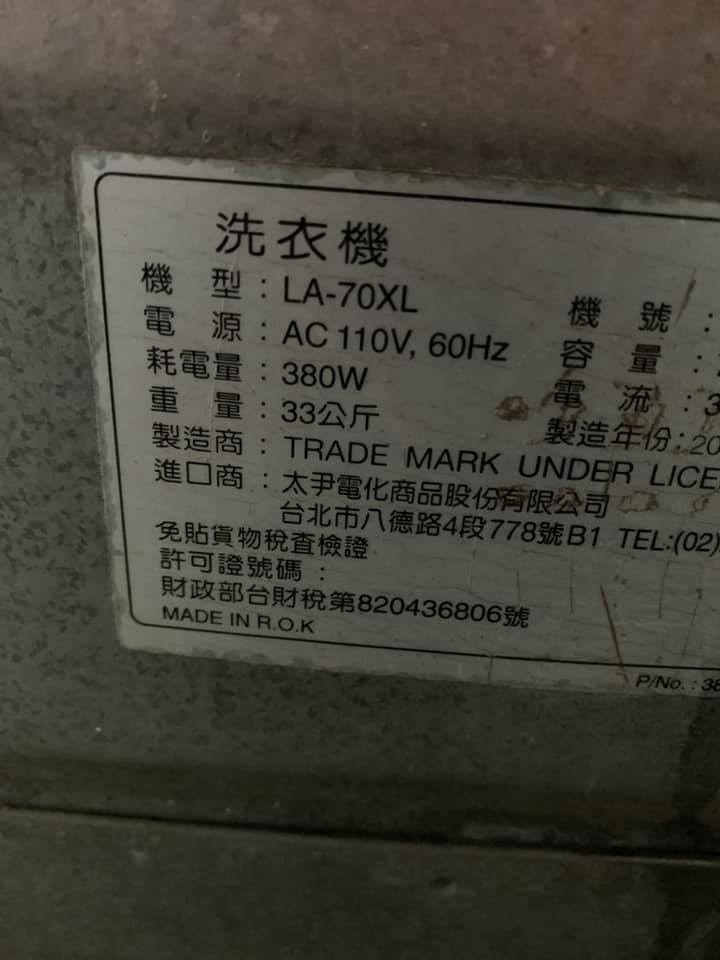 洗衣機
機 型 : LA-70XL 機 號 :
電 源 : AC 110V, 60Hz 容 量 :
耗電量 : 380W 電 流 : 3
重 量 : 33公斤 製造年份: 20
製造商 : TRADE MARK UNDER LICE
進口商 : 太尹電化商品股份有限公司
台北市八德路4段778號B1 TEL:(02)
免貼貨物稅查檢證
許可證號碼 :
財政部台財稅第820436806號
MADE IN R.O.K
P/No. : 38